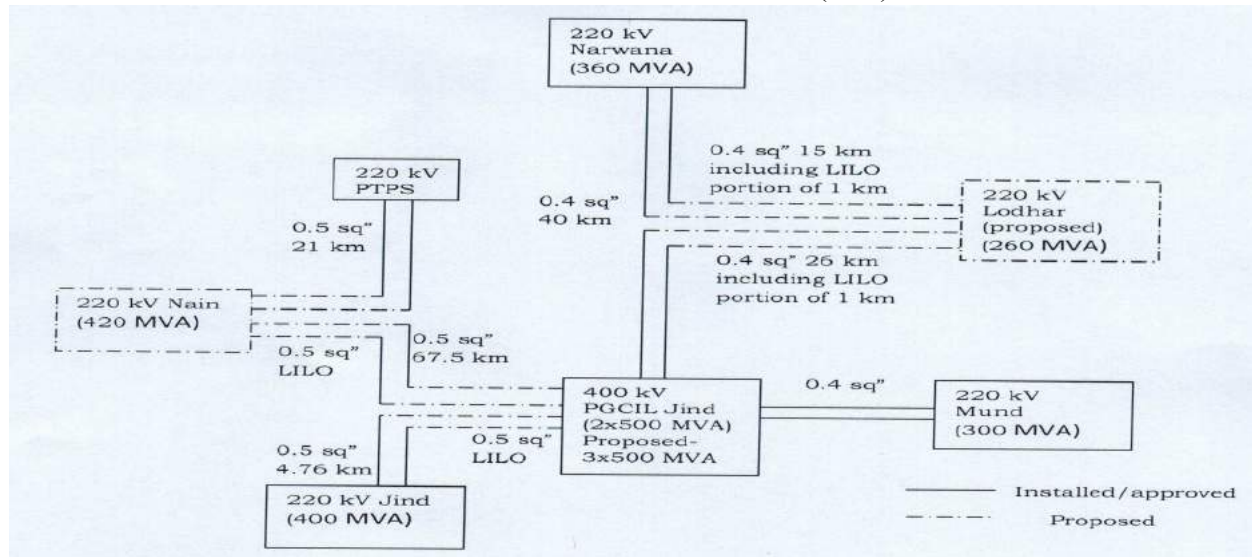 220 kV
Narwana
(360 MVA)
0.4 sq" 15 km
including LILO
portion of 1 km
220 kV
PTPS
220 kV
Lodhar
(proposed)
(260 MVA)
0.4 sq"
40 km
0.5 sq"
21 km
0.4 sq" 26 km
including LILO
portion of 1 km
220 kV Nain
(420 MVA)
0.5 sq"
67.5 km
0.5 sq"
LILO
400 kV
PGCIL Jind
(2x500 MVA)
Proposed-
3x500 MVA
0.4 sq"
220 kV
Mund
(300 MVA)
0.5 sq"
LILO
0.5 sq"
4.76 km
220 kV Jind
(400 MVA)
Installed/approved
Proposed